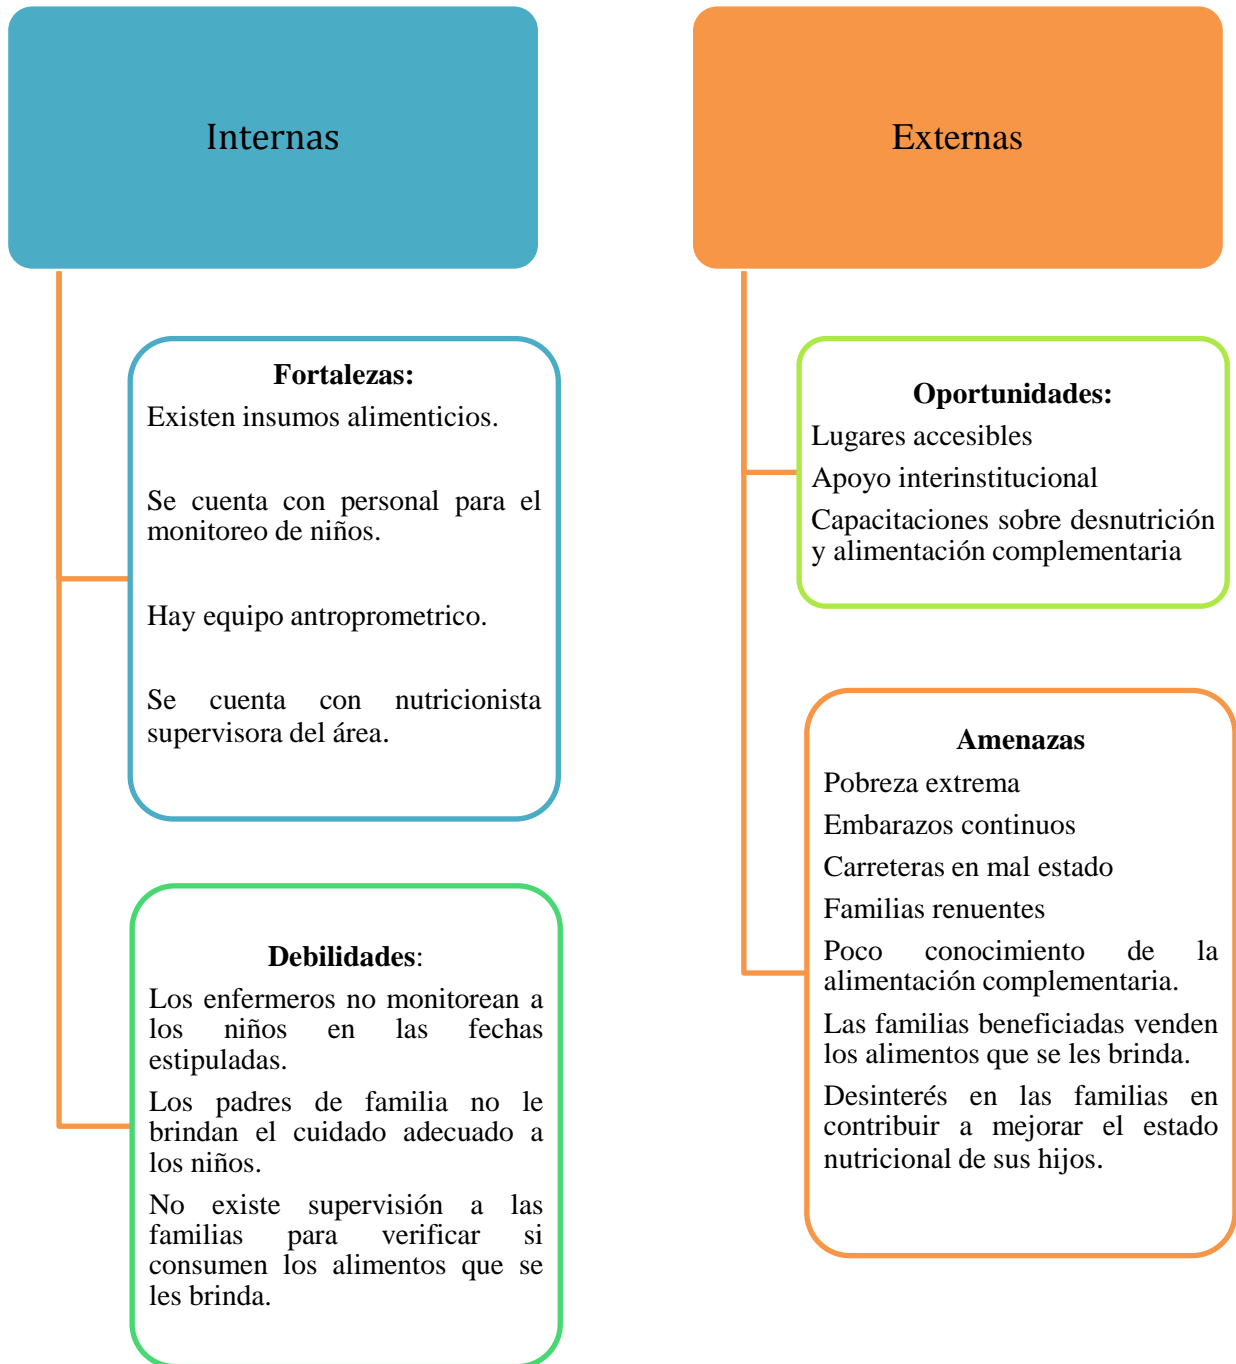 Internas
Fortalezas:
Existen insumos alimenticios.
Se cuenta con personal para el
monitoreo de niños.
Hay equipo antroprometrico.
Se cuenta con nutricionista
supervisora del área.
Debilidades:
Los enfermeros no monitorean a
los niños en las fechas
estipuladas.
Los padres de familia no le
brindan el cuidado adecuado a
los niños.
No existe supervisión a las
familias para verificar si
consumen los alimentos que se
les brinda.
Externas
Oportunidades:
Lugares accesibles
Apoyo interinstitucional
Capacitaciones sobre desnutrición
y alimentación complementaria
Amenazas
Pobreza extrema
Embarazos continuos
Carreteras en mal estado
Familias renuentes
Poco conocimiento de la
alimentación complementaria.
Las familias beneficiadas venden
los alimentos que se les brinda.
Desinterés en las familias en
contribuir a mejorar el estado
nutricional de sus hijos.